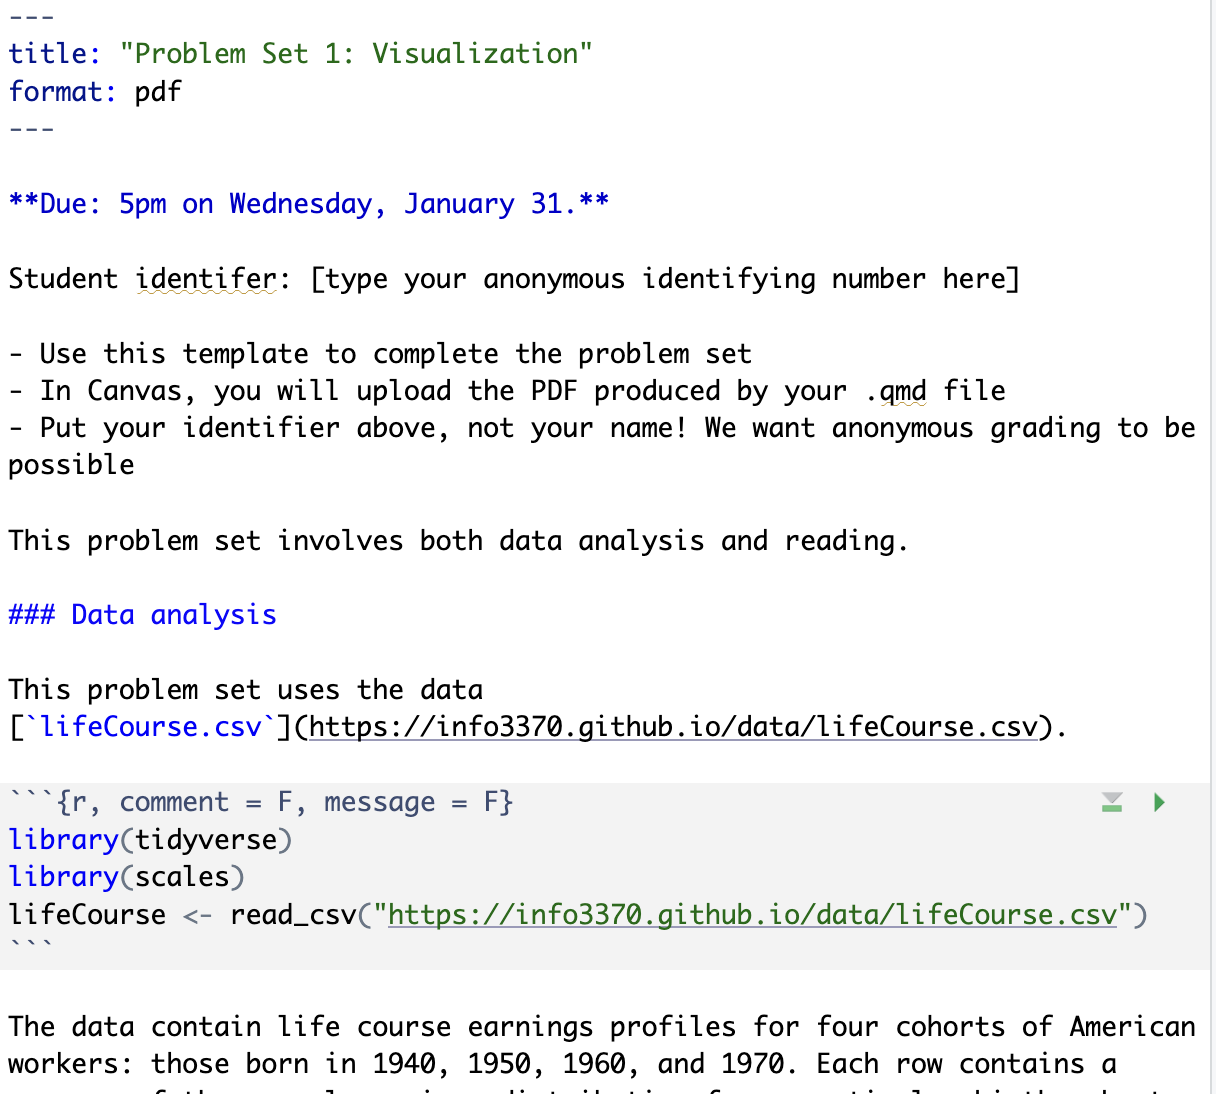 ---
title: "Problem Set 1: Visualization"
format: pdf
---
**Due: 5pm on Wednesday, January 31.**
Student identifer: [type your anonymous identifying number here]
- Use this template to complete the problem set
- In Canvas, you will upload the PDF produced by your .qmd file
- Put your identifier above, not your name! We want anonymous grading to be
possible
This problem set involves both data analysis and reading.
### Data analysis
This problem set uses the data
[`lifeCourse.csv`](https://info3370.github.io/data/lifeCourse.csv).
```{r, comment = F, message = F}
library(tidyverse)
library(scales)
lifeCourse <- read_csv("https://info3370.github.io/data/lifeCourse.csv")
```
The data contain life course earnings profiles for four cohorts of American
workers: those born in 1940, 1950, 1960, and 1970. Each row contains a